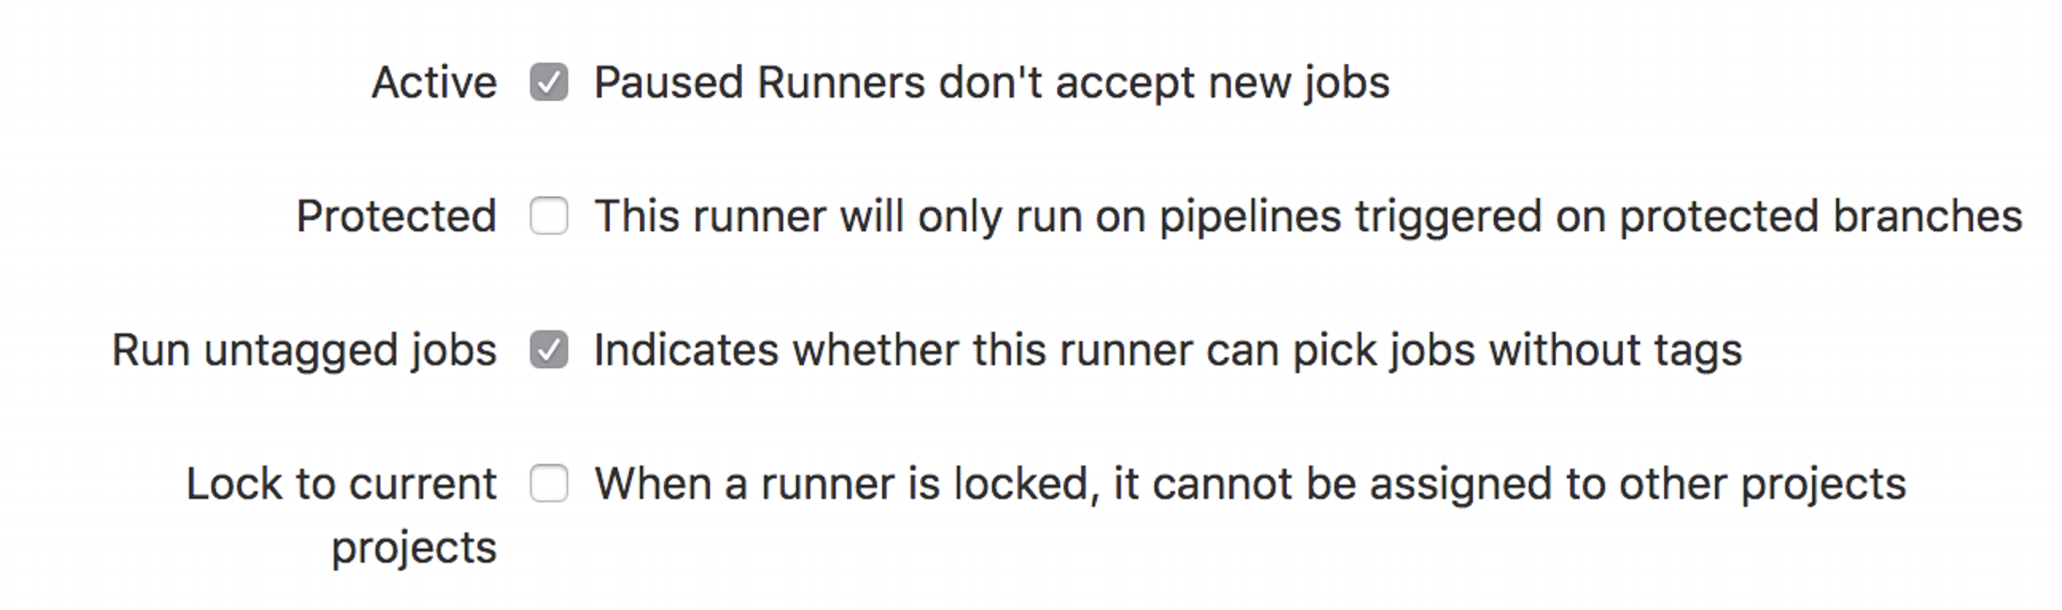 Active Paused Runners don't accept new jobs
Protected This runner will only run on pipelines triggered on protected branches
Run untagged jobs Indicates whether this runner can pick jobs without tags
Lock to current When a runner is locked, it cannot be assigned to other projects
projects